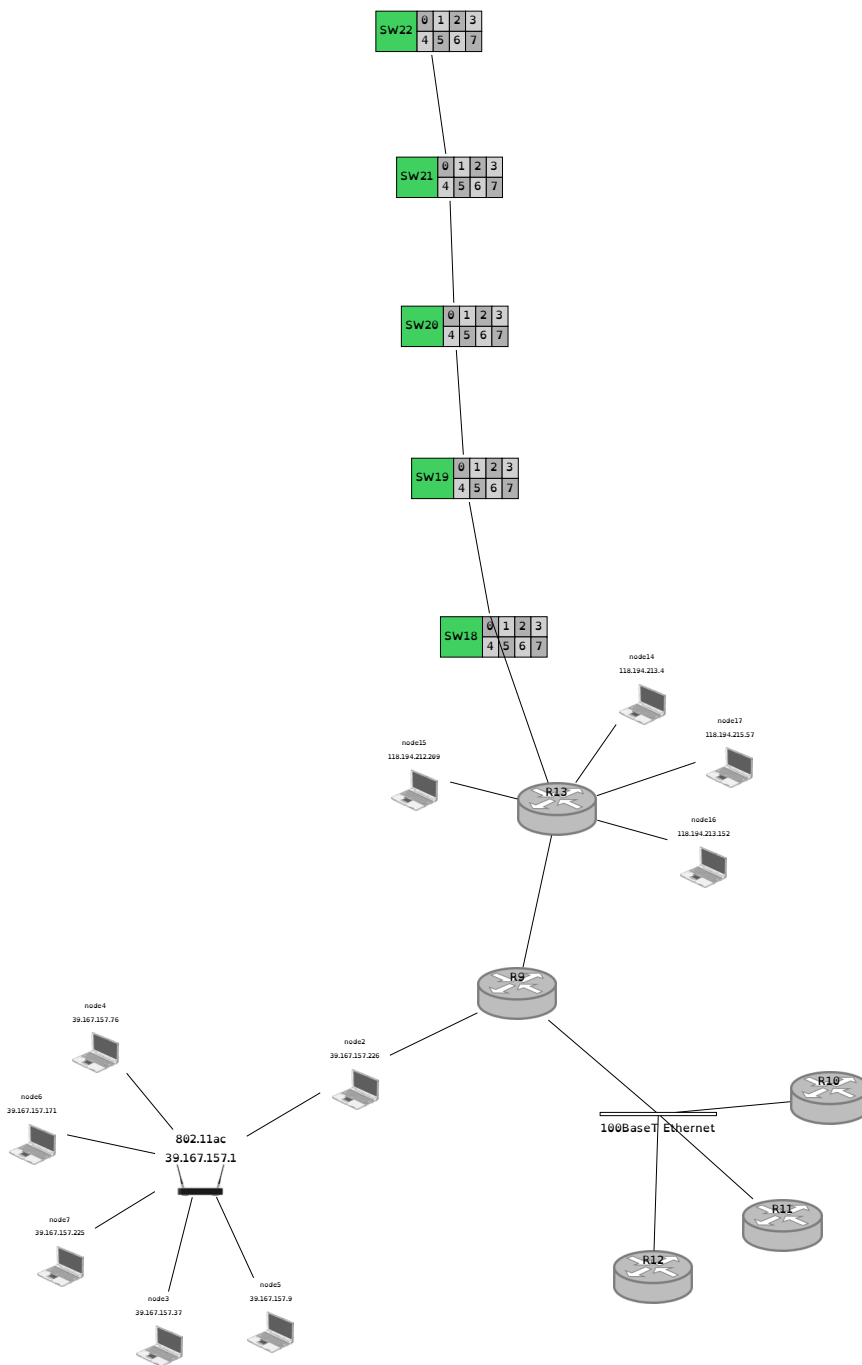 SW22 0 1 2 3
4 5 6 7
SW21 0 1 2 3
4 5 6 7
SW20 0 1 2 3
4 5 6 7
SW19 0 1 2 3
4 5 6 7
SW18 0 1 2 3
4 5 6 7
node14
118.194.213.4
node17
118.194.215.57
node15
118.194.212.209
R13
node16
118.194.213.152
R9
node4
39.167.157.76
node2
39.167.157.226
R10
node6
39.167.157.171
100BaseT Ethernet
802.11ac
39.167.157.1
R11
node7
39.167.157.225
R12
node5
39.167.157.9
node3
39.167.157.37